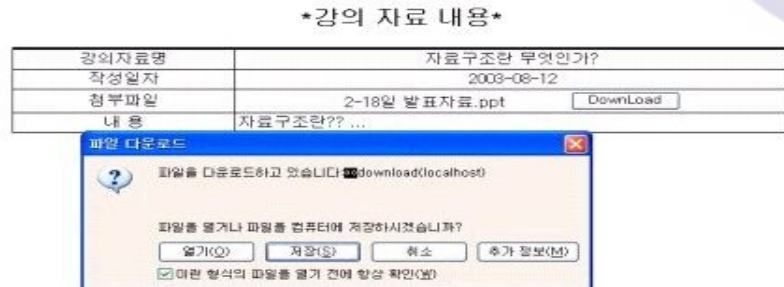 *강의 자료 내용*
강의자료명 자료구조란 무엇인가?
작성일자 2003-08-12
첨부파일 2-18일 발표자료.ppt DownLoad
내 용 자료구조란?? ...
파일 다운로드
파일을 다운로드하고 있습니다: download(localhost)
파일을 열거나 파일을 컴퓨터에 저장하시겠습니까?
열기(O) 저장(S) 취소 추가 정보(M)
이런 형식의 파일을 열기 전에 항상 확인(W)